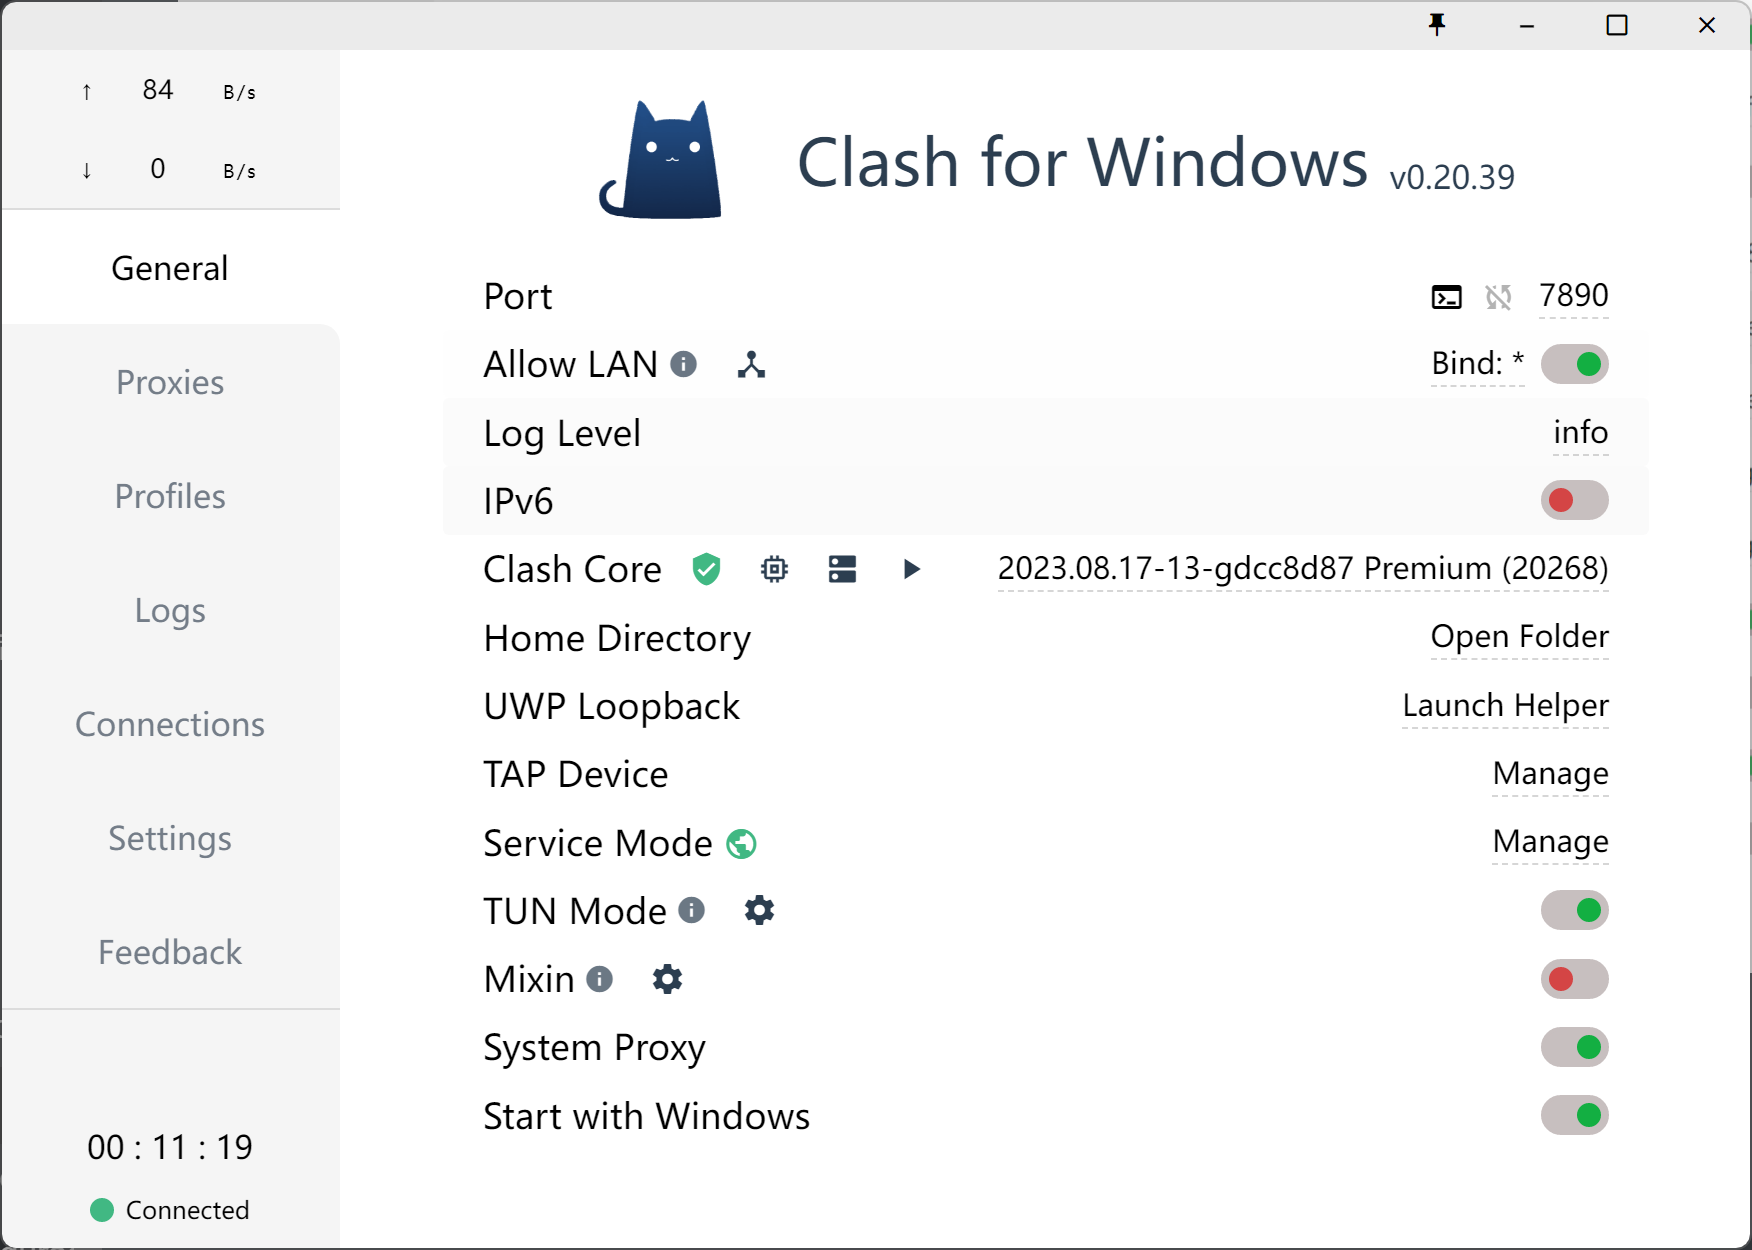 ↑ 84 B/s
↓ 0 B/s
General
Proxies
Profiles
Logs
Connections
Settings
Feedback
00 : 11 : 19
Connected
Clash for Windows v0.20.39
Port 7890
Allow LAN Bind: *
Log Level info
IPv6
Clash Core 2023.08.17-13-gdcc8d87 Premium (20268)
Home Directory Open Folder
UWP Loopback Launch Helper
TAP Device Manage
Service Mode Manage
TUN Mode
Mixin
System Proxy
Start with Windows